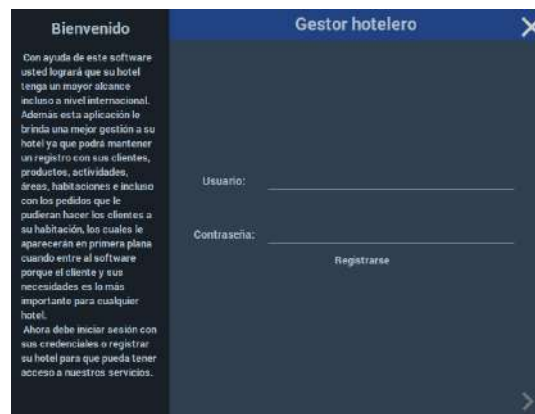 Bienvenido
Con ayuda de este software
usted logrará que su hotel
tenga un mayor alcance
incluso a nivel internacional.
Además esta aplicación le
brinda una mejor gestión a su
hotel ya que podrá mantener
un registro con sus clientes,
productos, actividades,
áreas, habitaciones e incluso
con los pedidos que le
pudieran hacer los clientes a
su habitación, los cuales le
aparecerán en primera plana
cuando entre al software
porque el cliente y sus
necesidades es lo más
importante para cualquier
hotel.
Ahora debe iniciar sesión con
sus credenciales o registrar
su hotel para que pueda tener
acceso a nuestros servicios.
Gestor hotelero
Usuario:
Contraseña:
Registrarse